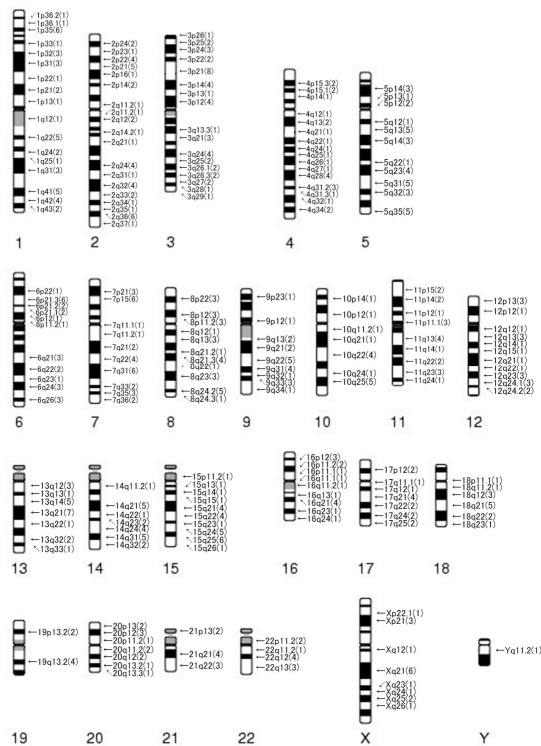 1p36.2(1)
1p36.1(1)
1p35(6)
1p33(1)
1p32(3)
1p31(3)
1p22(1)
1p21(2)
1p13(1)
1q12(1)
1q22(5)
1q24(2)
1q25(1)
1q31(3)
1q41(5)
1q42(4)
1q43(2)
1
2p24(2)
2p23(1)
2p22(4)
2p21(5)
2p16(1)
2p14(2)
2q11.2(1)
2q11.2(1)
2q12(2)
2q14.2(1)
2q21(1)
2q24(4)
2q31(1)
2q32(4)
2q33(2)
2q34(1)
2q35(1)
2q36(6)
2q37(1)
2
3p26(1)
3p25(2)
3p24(3)
3p22(2)
3p21(8)
3p14(4)
3p13(1)
3p12(4)
3q13.3(1)
3q21(3)
3q24(4)
3q25(2)
3q26.1(2)
3q26.3(2)
3q27(2)
3q28(1)
3q29(1)
3
4p15.3(2)
4p15.1(2)
4p14(1)
4q12(1)
4q13(2)
4q21(1)
4q22(1)
4q24(1)
4q25(1)
4q26(1)
4q27(1)
4q28(4)
4q31.2(3)
4q31.3(1)
4q32(1)
4q34(2)
4
5p14(3)
5p13(1)
5p12(2)
5q12(1)
5q13(5)
5q14(3)
5q22(1)
5q23(4)
5q31(5)
5q32(3)
5q35(5)
5
6p22(1)
6p21.3(6)
6p21.2(2)
6p21.1(2)
6p12(1)
6p11.2(1)
6q21(3)
6q22(2)
6q23(1)
6q24(3)
6q26(3)
6
7p21(3)
7p15(6)
7q11.1(1)
7q11.2(1)
7q21(2)
7q22(4)
7q31(6)
7q33(2)
7q35(3)
7q36(2)
7
8p22(3)
8p12(3)
8p11.2(3)
8q12(1)
8q13(3)
8q21.2(1)
8q21.3(4)
8q22(1)
8q23(3)
8q24.2(5)
8q24.3(1)
8
9p23(1)
9p12(1)
9q13(2)
9q21(2)
9q22(5)
9q31(4)
9q32(1)
9q33(3)
9q34(1)
9
10p14(1)
10p12(1)
10q11.2(1)
10q21(1)
10q22(4)
10q24(1)
10q25(5)
10
11p15(2)
11p14(2)
11p12(1)
11p11.1(3)
11q13(4)
11q14(1)
11q22(2)
11q23(3)
11q24(1)
11
12p13(3)
12p12(1)
12q12(1)
12q13(3)
12q14(1)
12q15(1)
12q21(1)
12q22(1)
12q23(3)
12q24.1(3)
12q24.2(2)
12
13q12(3)
13q13(1)
13q14(5)
13q21(7)
13q22(1)
13q32(2)
13q33(1)
13
14q11.2(1)
14q21(5)
14q22(1)
14q23(2)
14q24(4)
14q31(5)
14q32(2)
14
15p11.2(1)
15q13(1)
15q14(1)
15q15(1)
15q21(4)
15q22(4)
15q23(1)
15q24(5)
15q25(6)
15q26(1)
15
16p12(3)
16p11.2(2)
16p11.1(1)
16q11.1(1)
16q11.2(1)
16q13(1)
16q21(4)
16q23(1)
16q24(1)
16
17p12(2)
17q11.1(1)
17q12(1)
17q21(4)
17q22(2)
17q24(2)
17q25(2)
17
18p11.1(1)
18q11.2(1)
18q12(3)
18q21(5)
18q22(2)
18q23(1)
18
19p13.2(2)
19q13.2(4)
19
20p13(2)
20p12(3)
20p11.2(1)
20q11.2(2)
20q12(2)
20q13.2(1)
20q13.3(1)
20
21p13(2)
21q21(4)
21q22(3)
21
22p11.2(2)
22q11.2(1)
22q12(4)
22q13(3)
22
Xp22.1(1)
Xp21(3)
Xq12(1)
Xq21(6)
Xq23(1)
Xq24(1)
Xq25(2)
Xq26(1)
X
Yq11.2(1)
Y